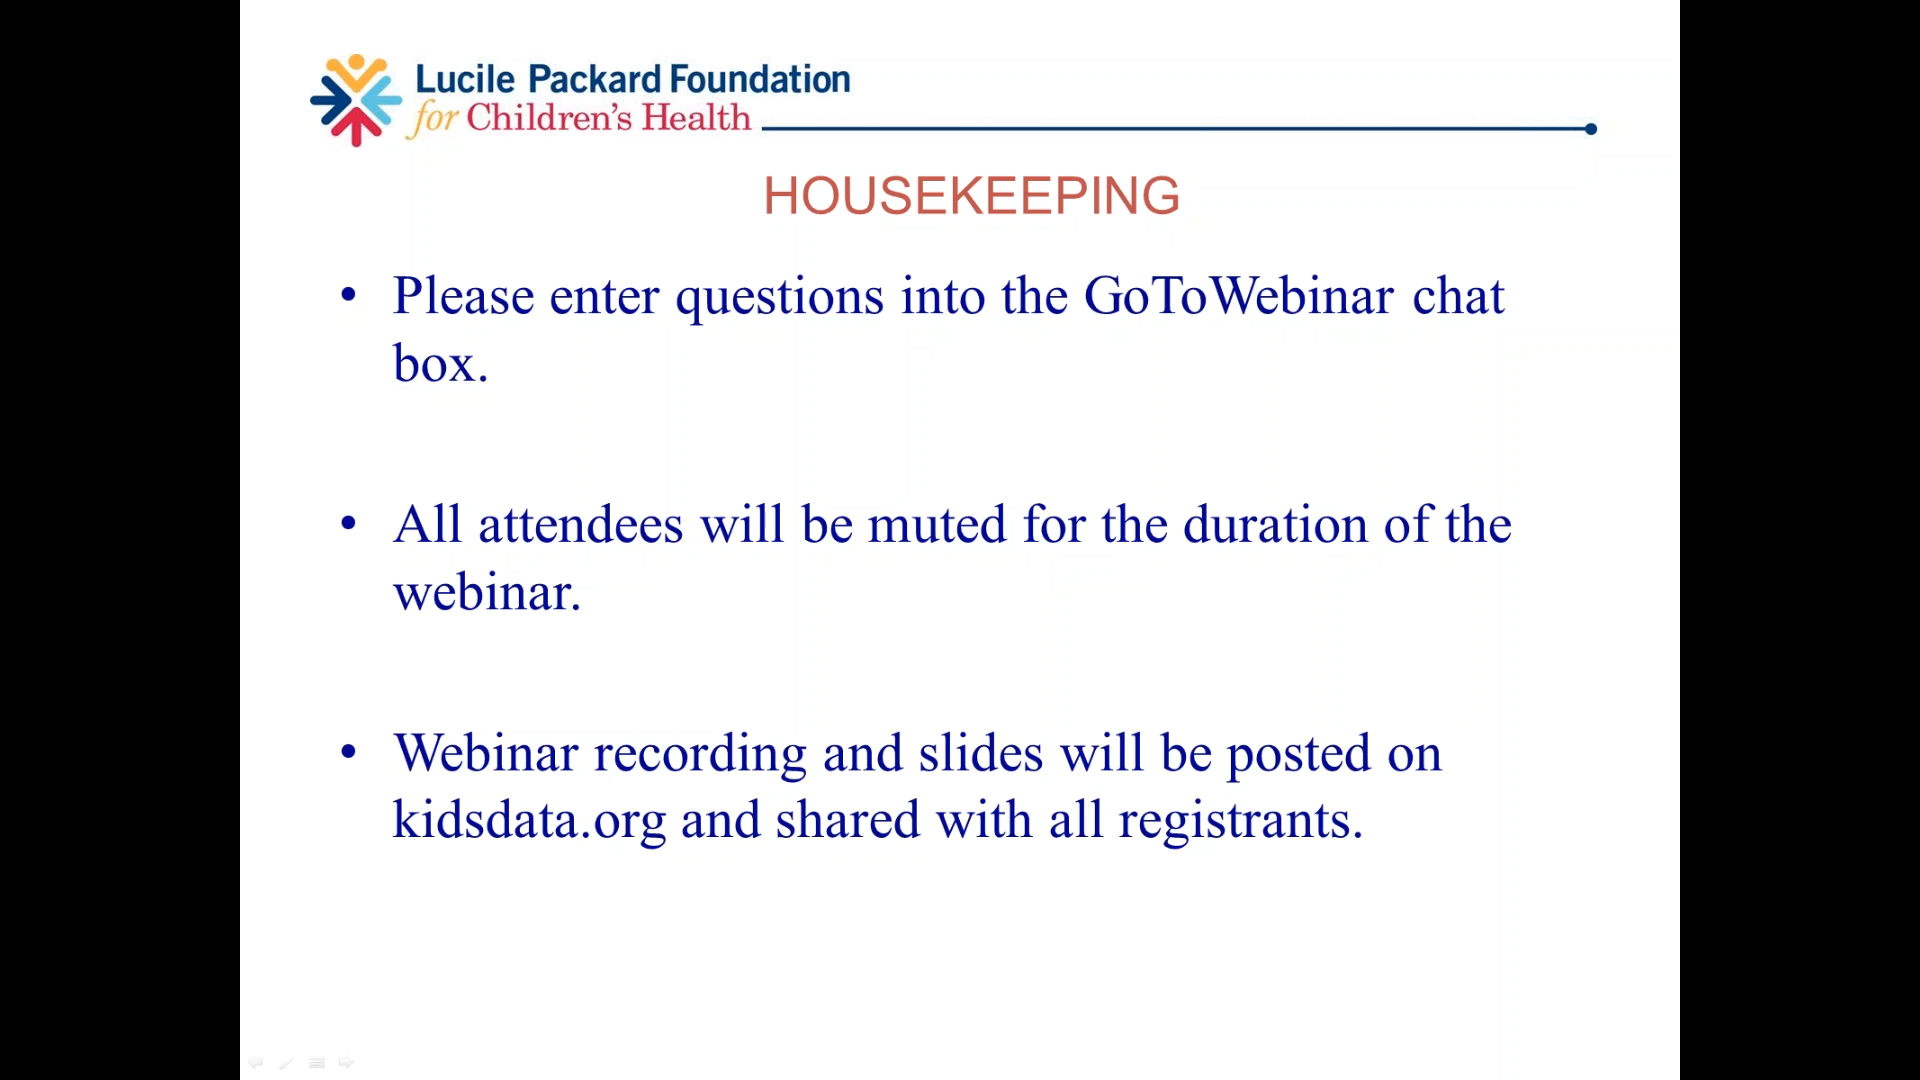 Lucile Packard Foundation
for Children's Health
HOUSEKEEPING
• Please enter questions into the GoToWebinar chat
box.
• All attendees will be muted for the duration of the
webinar.
• Webinar recording and slides will be posted on
kidsdata.org and shared with all registrants.